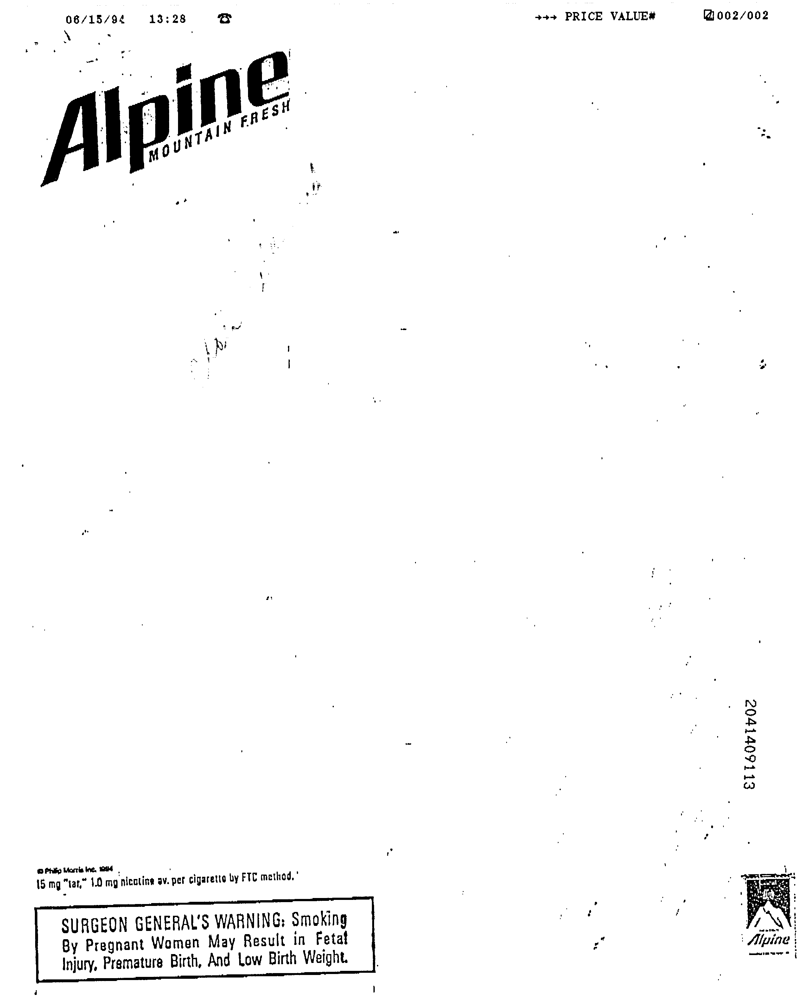 06/15/94 13:28 ☎ →→→ PRICE VALUE# 002/002
Alpine
MOUNTAIN FRESH
2041409113
© Philip Morris Inc. 1994
15 mg "tar," 1.0 mg nicotine av. per cigarette by FTC method.
SURGEON GENERAL'S WARNING: Smoking
By Pregnant Women May Result in Fetal
Injury, Premature Birth, And Low Birth Weight.
Alpine